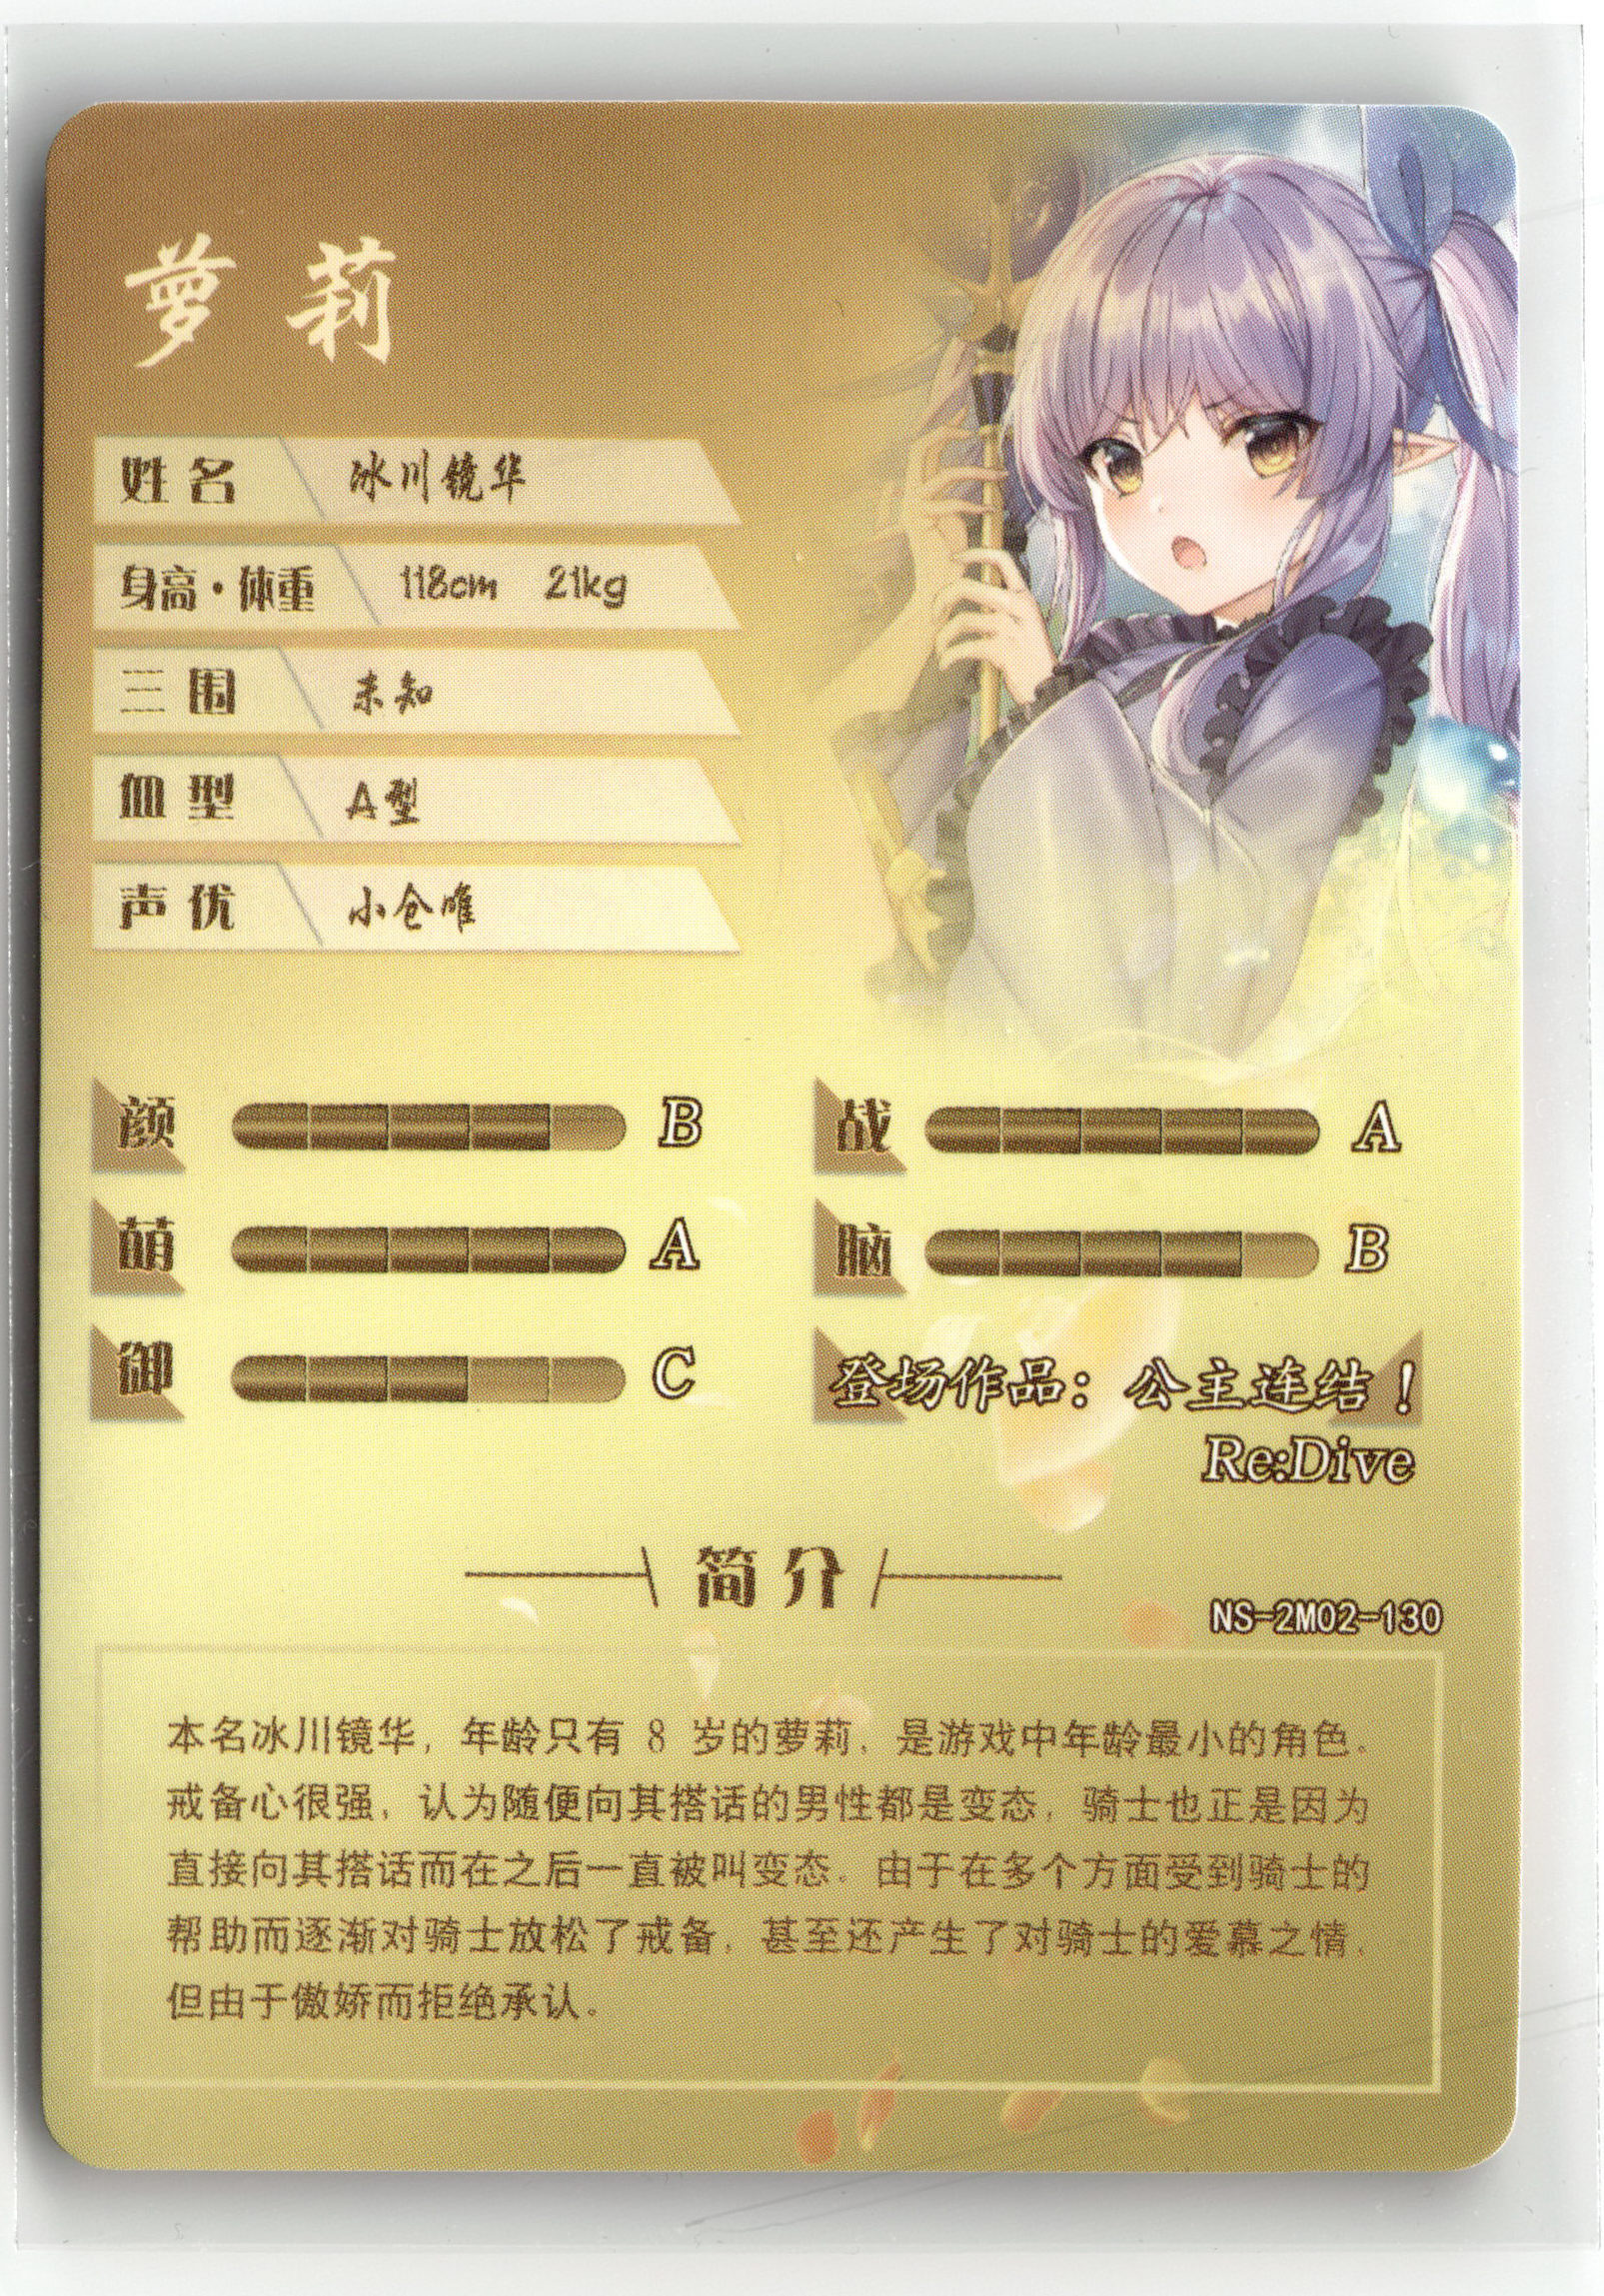 萝莉
姓名 冰川镜华
身高·体重 118cm 21kg
三围 未知
血型 A型
声优 小仓唯
颜 B
战 A
萌 A
脑 B
御 C
登场作品：公主连结！
Re:Dive
简介
NS-2M02-130
本名冰川镜华，年龄只有 8 岁的萝莉，是游戏中年龄最小的角色。
戒备心很强，认为随便向其搭话的男性都是变态，骑士也正是因为
直接向其搭话而在之后一直被叫变态。由于在多个方面受到骑士的
帮助而逐渐对骑士放松了戒备，甚至还产生了对骑士的爱慕之情，
但由于傲娇而拒绝承认。